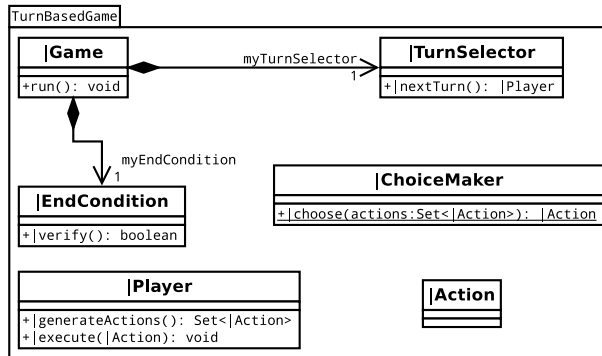 TurnBasedGame
|Game
+run(): void
myTurnSelector
1
|TurnSelector
+|nextTurn(): |Player
myEndCondition
1
|EndCondition
+|verify(): boolean
|ChoiceMaker
+|choose(actions:Set<|Action>): |Action
|Player
+|generateActions(): Set<|Action>
+|execute(|Action): void
|Action